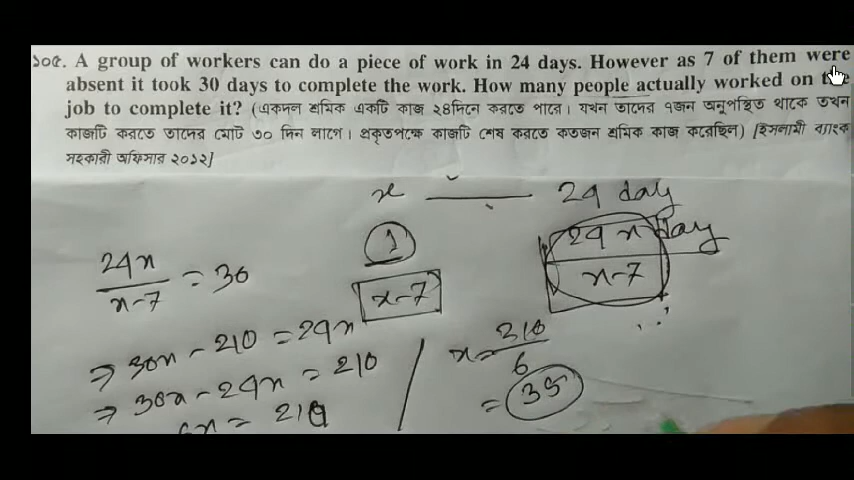 ১০৫. A group of workers can do a piece of work in 24 days. However as 7 of them were
absent it took 30 days to complete the work. How many people actually worked on the
job to complete it? (একদল শ্রমিক একটি কাজ ২৪দিনে করতে পারে। যখন তাদের ৭জন অনুপস্থিত থাকে তখন
কাজটি করতে তাদের মোট ৩০ দিন লাগে। প্রকৃতপক্ষে কাজটি শেষ করতে কতজন শ্রমিক কাজ করেছিল) [ইসলামী ব্যাংক
সহকারী অফিসার ২০১২]
x — 24 day
1
24x day
x-7
x-7
24x
x-7
= 30
⇒ 30x - 210 = 24x
⇒ 30x - 24x = 210
6x = 210
x = 210
6
= 35